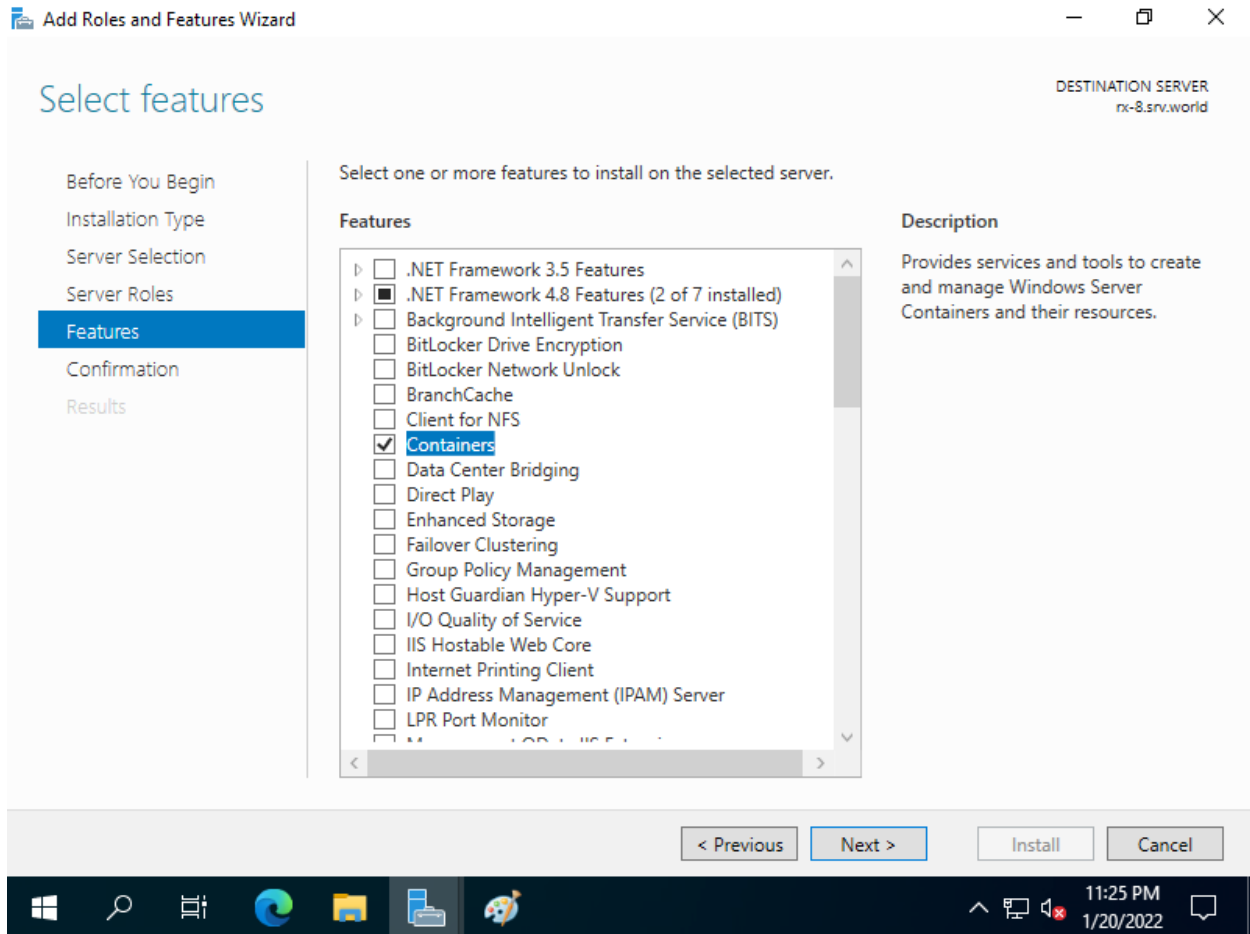 Add Roles and Features Wizard
Select features
DESTINATION SERVER
rx-8.srv.world
Before You Begin
Installation Type
Server Selection
Server Roles
Features
Confirmation
Results
Select one or more features to install on the selected server.
Features
.NET Framework 3.5 Features
.NET Framework 4.8 Features (2 of 7 installed)
Background Intelligent Transfer Service (BITS)
BitLocker Drive Encryption
BitLocker Network Unlock
BranchCache
Client for NFS
Containers
Data Center Bridging
Direct Play
Enhanced Storage
Failover Clustering
Group Policy Management
Host Guardian Hyper-V Support
I/O Quality of Service
IIS Hostable Web Core
Internet Printing Client
IP Address Management (IPAM) Server
LPR Port Monitor
Description
Provides services and tools to create
and manage Windows Server
Containers and their resources.
< Previous
Next >
Install
Cancel
11:25 PM
1/20/2022